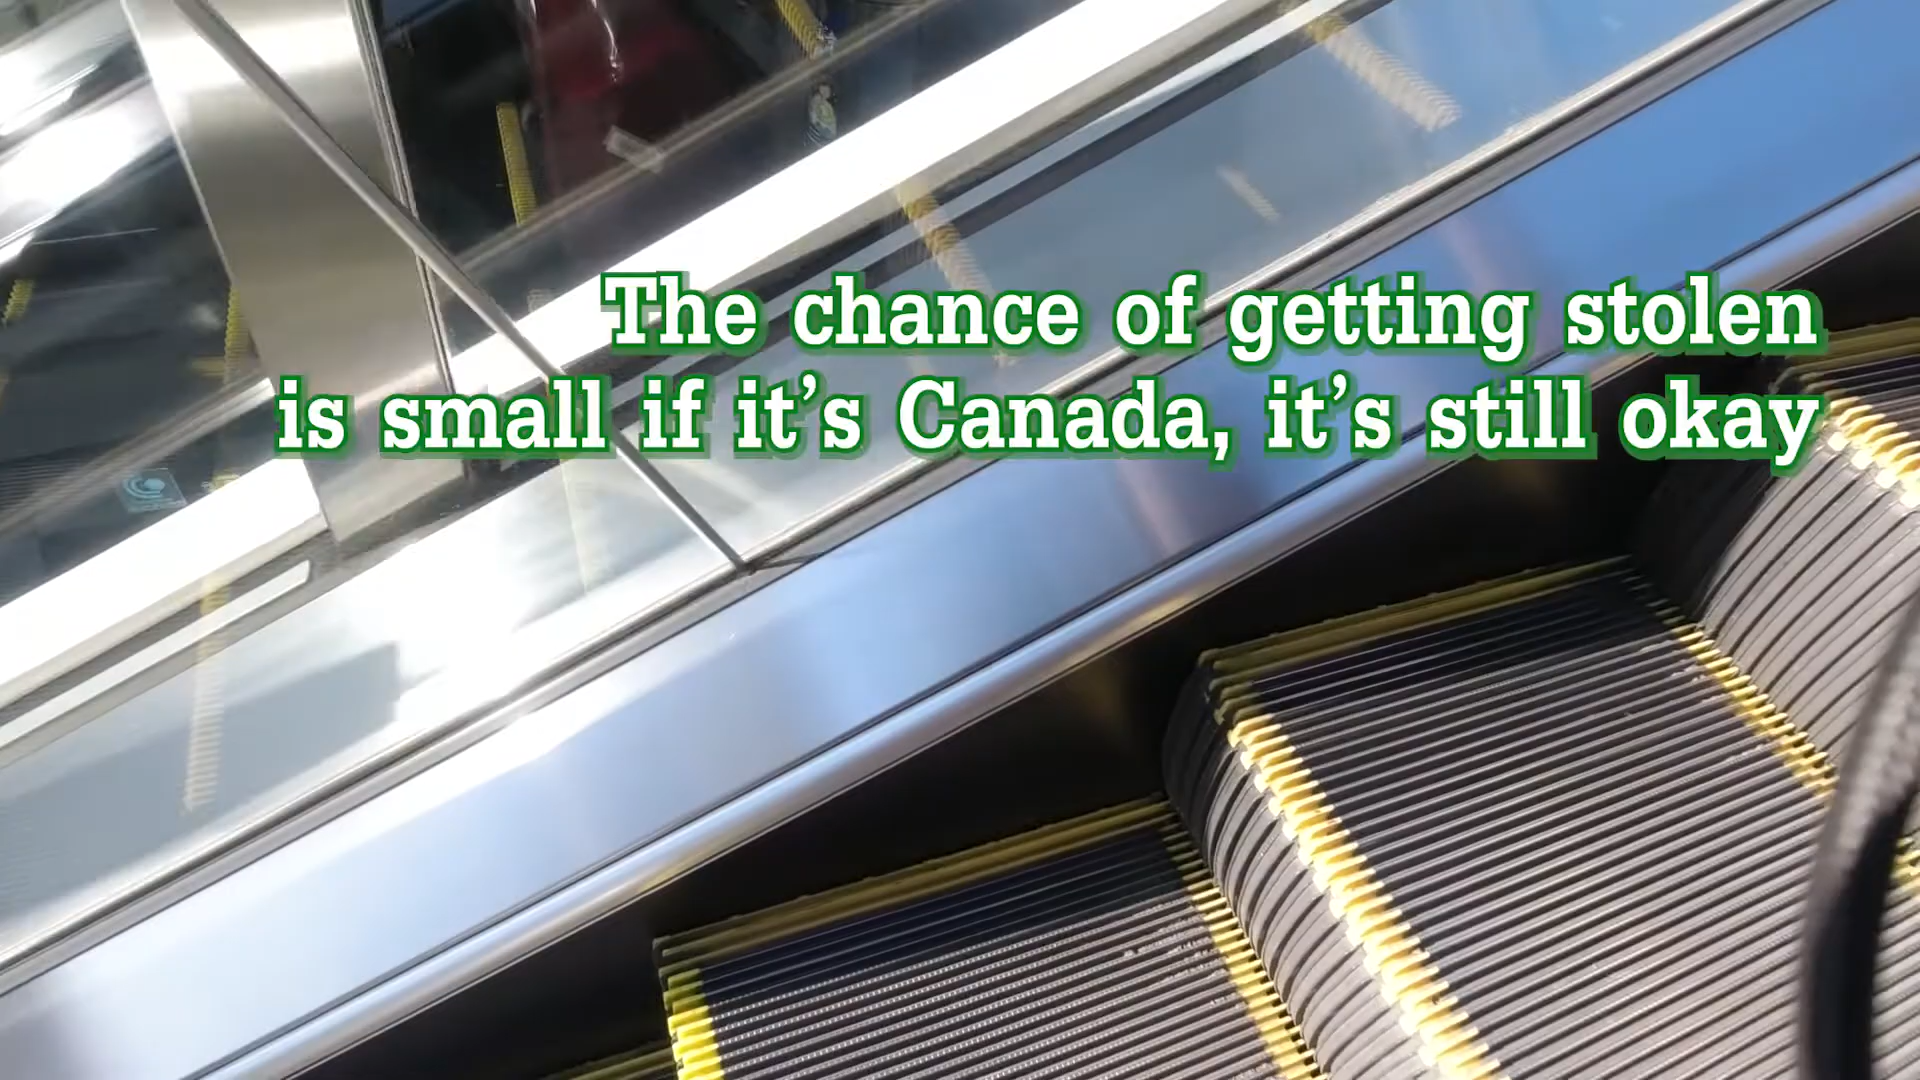 The chance of getting stolen
is small if it’s Canada, it’s still okay